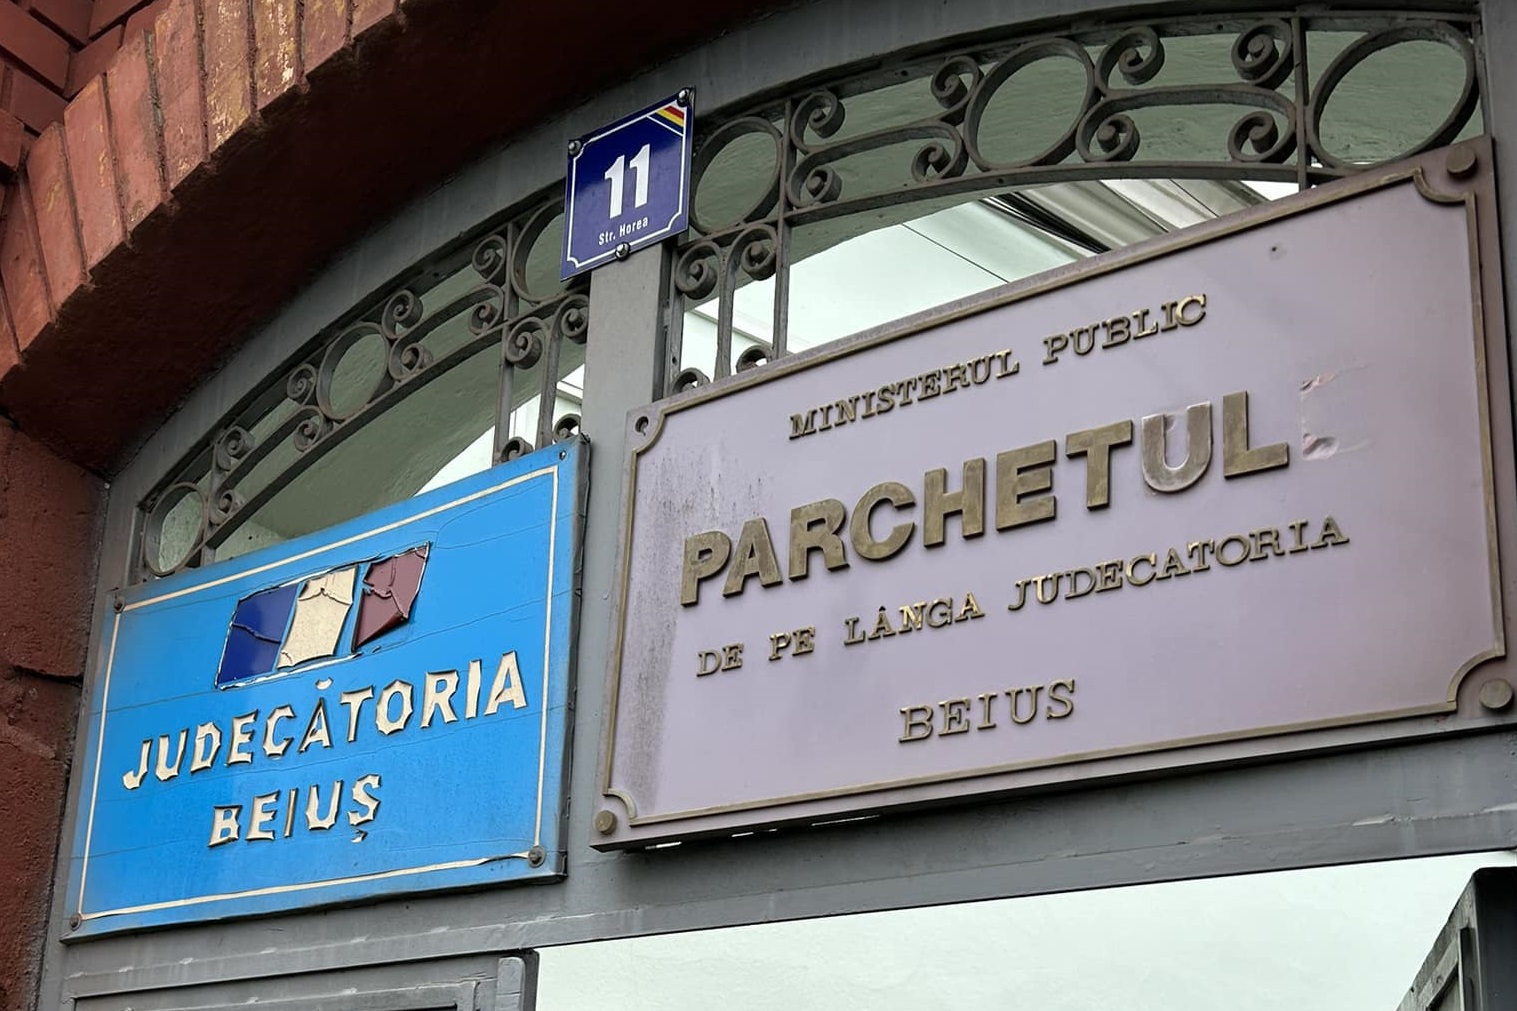 11
Str. Horea
JUDECĂTORIA
BEIUȘ
MINISTERUL PUBLIC
PARCHETUL
DE PE LÂNGA JUDECATORIA
BEIUS